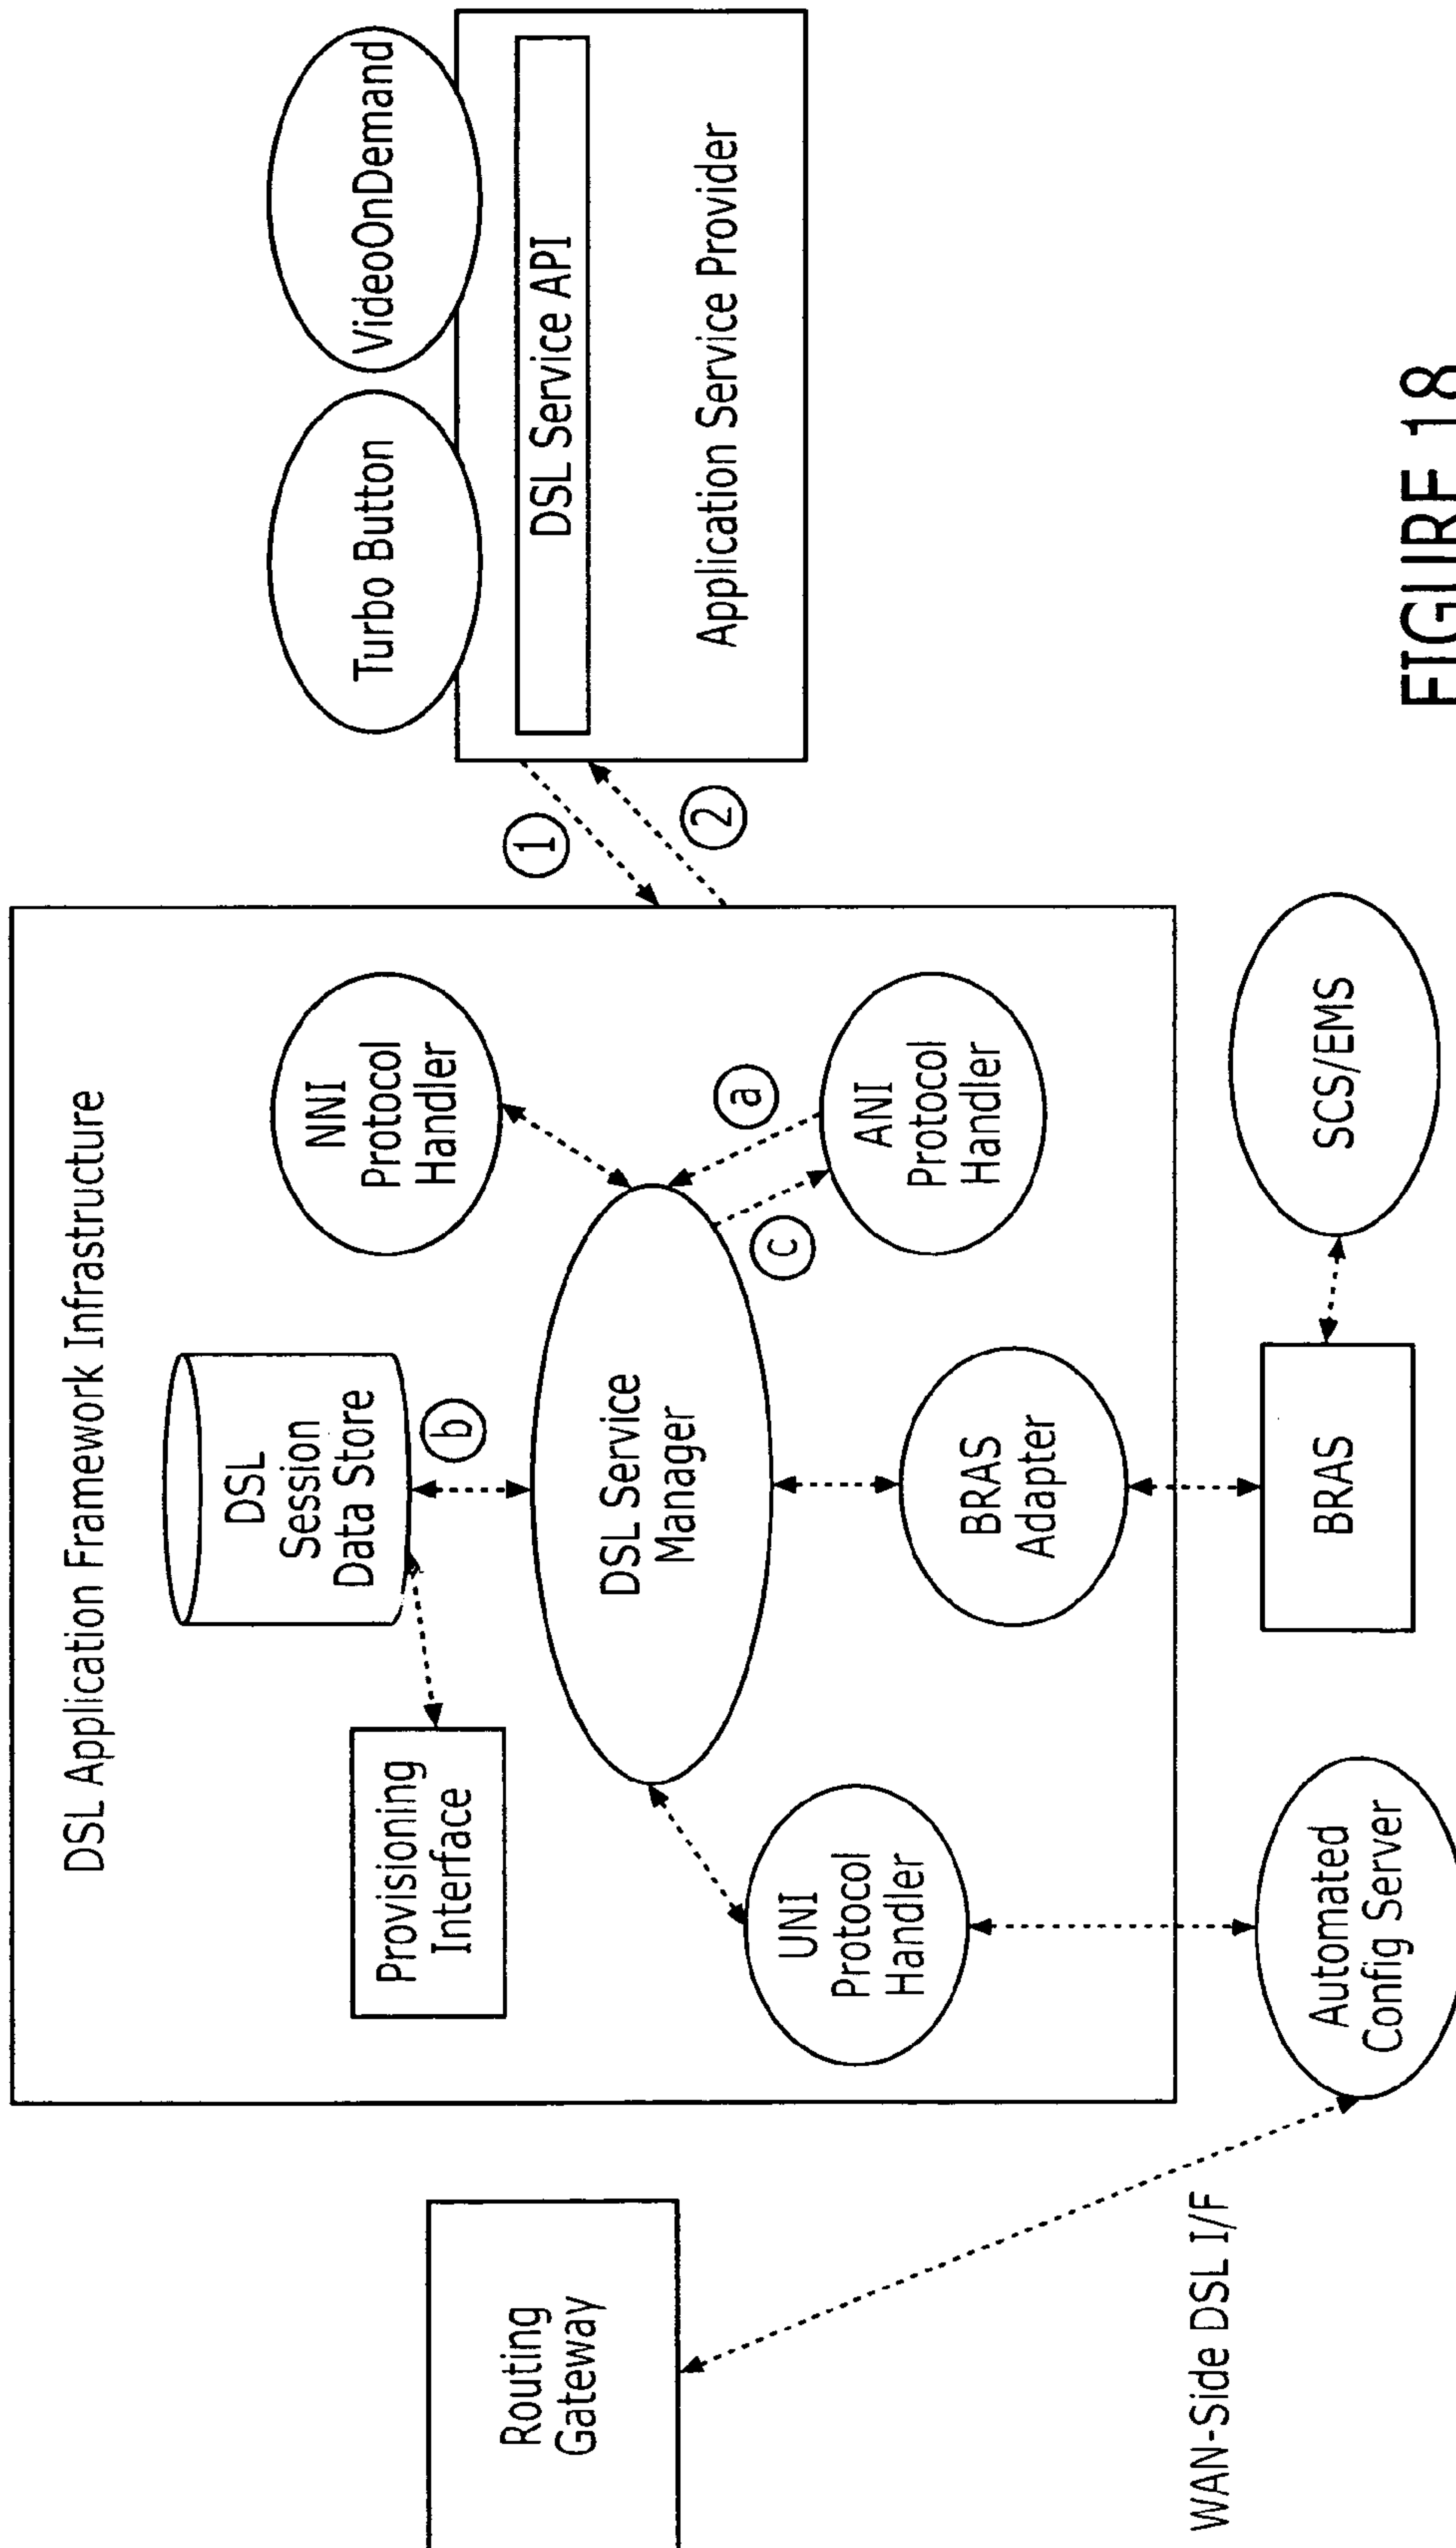 DSL Application Framework Infrastructure
Routing
Gateway
Provisioning
Interface
DSL
Session
Data Store
NNI
Protocol
Handler
b
DSL Service
Manager
a
c
UNI
Protocol
Handler
BRAS
Adapter
ANI
Protocol
Handler
1
2
Turbo Button
VideoOnDemand
DSL Service API
Application Service Provider
WAN-Side DSL I/F
Automated
Config Server
BRAS
SCS/EMS
FIGURE 18